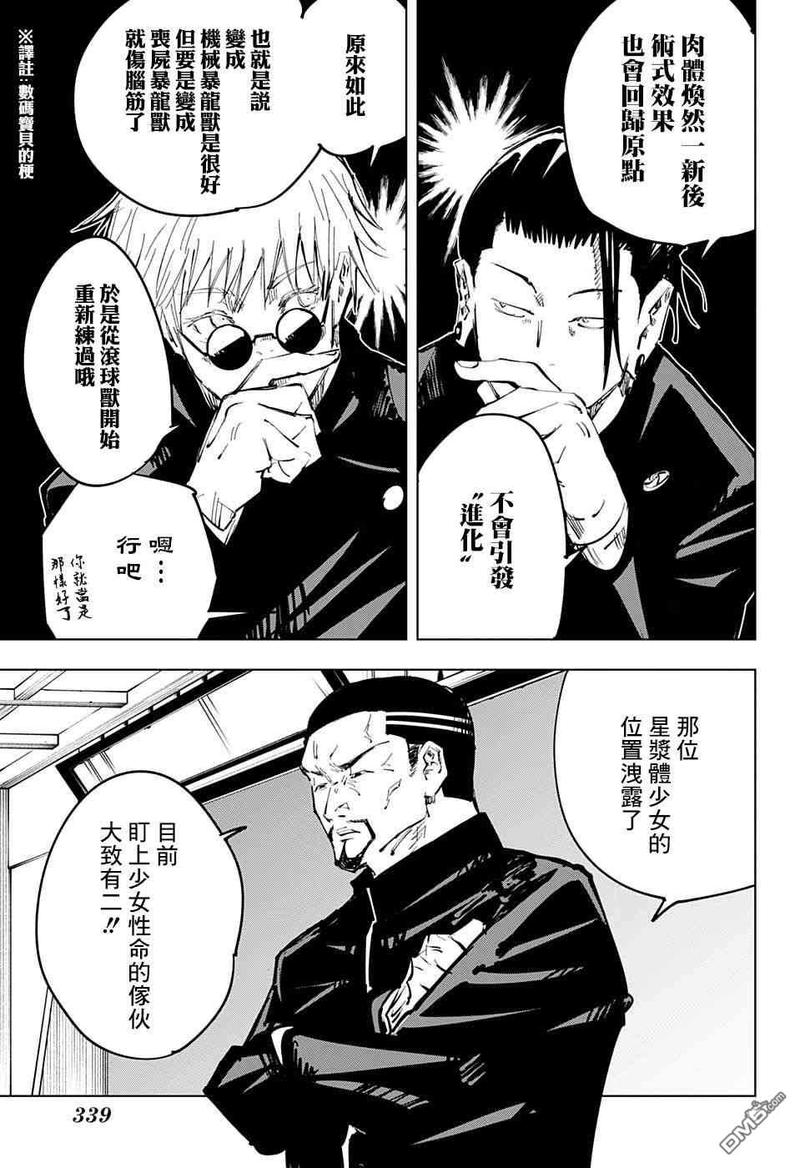 肉體煥然一新後
術式效果
也會回歸原點
不會引發
“進化”
原來如此
也就是說
變成
機械暴龍獸是很好
但要是變成
喪屍暴龍獸
就傷腦筋了
※譯註：數碼寶貝的梗
於是從滾球獸開始
重新練過哦
嗯…
行吧
你就當是
那樣好了
那位
星漿體少女的
位置洩露了
目前
盯上少女性命的傢伙
大致有二!!
339
DM5